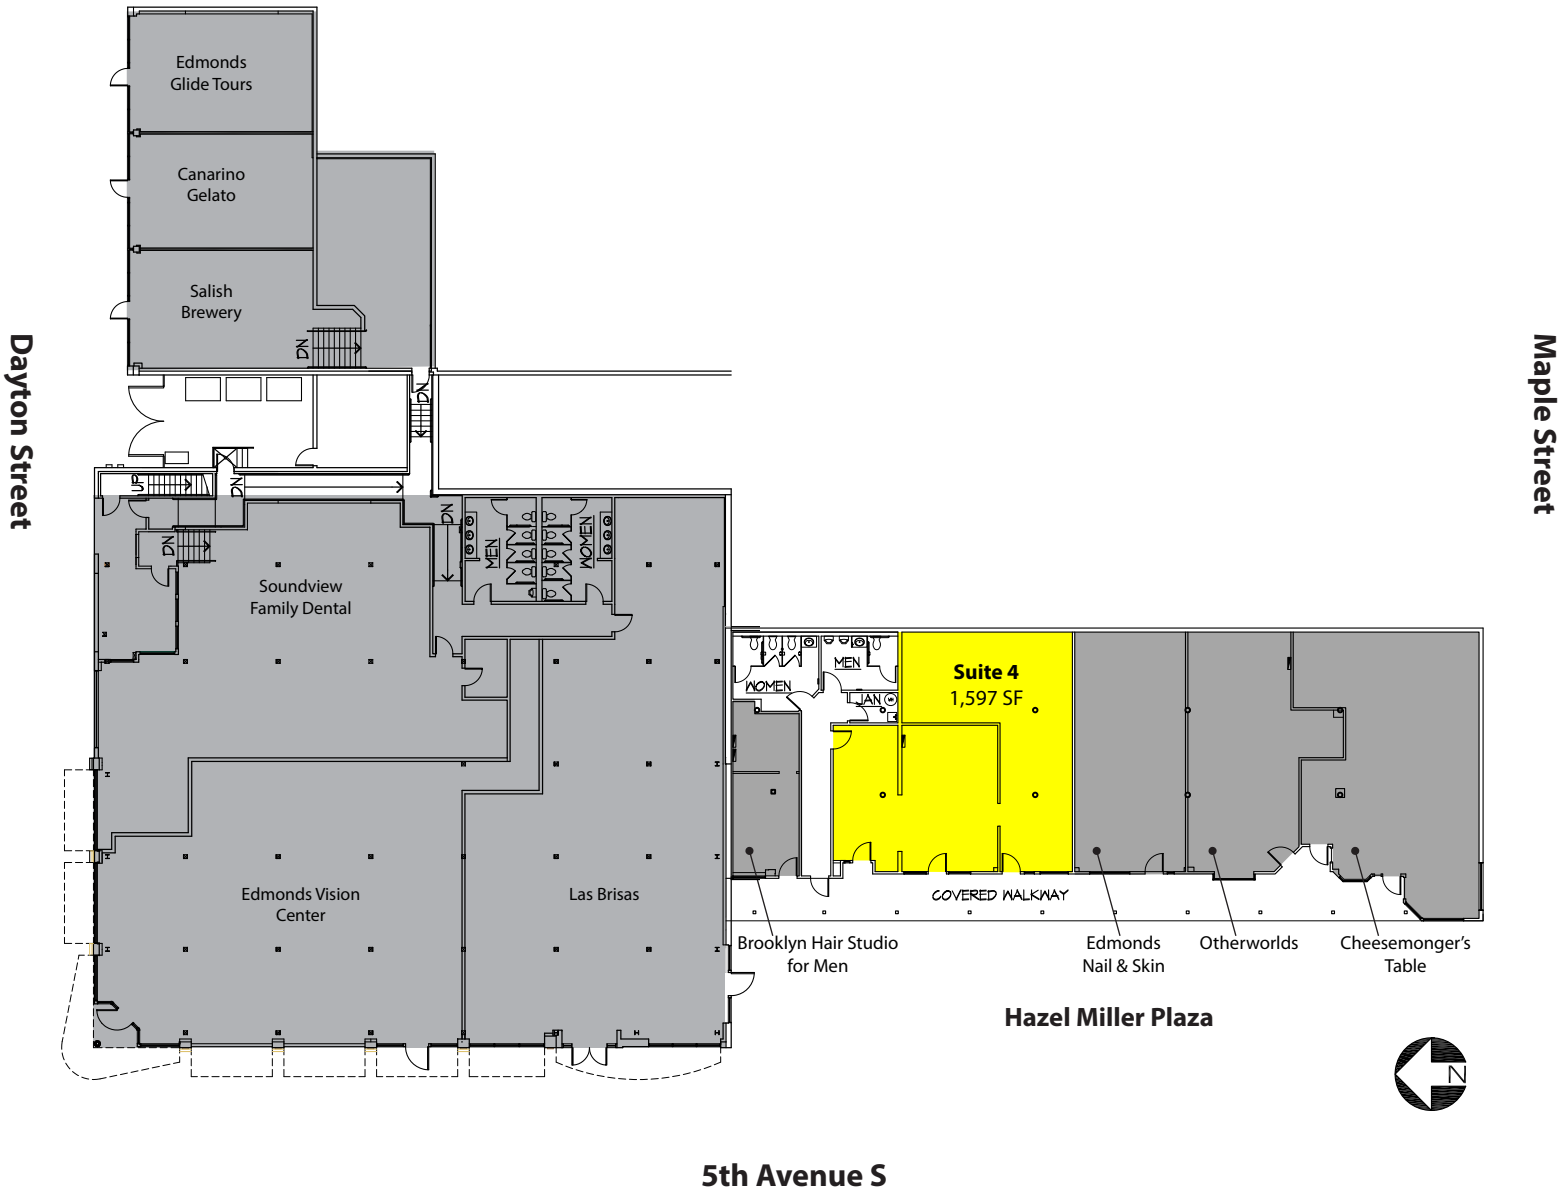 Edmonds
Glide Tours
Canarino
Gelato
Salish
Brewery
DN
Dayton Street
Maple Street
DN
UP
DN
DN
DN
MEN
WOMEN
Soundview
Family Dental
WOMEN
MEN
JAN
Suite 4
1,597 SF
Edmonds Vision
Center
Las Brisas
COVERED WALKWAY
Brooklyn Hair Studio
for Men
Edmonds
Nail & Skin
Otherworlds
Cheesemonger's
Table
Hazel Miller Plaza
N
5th Avenue S